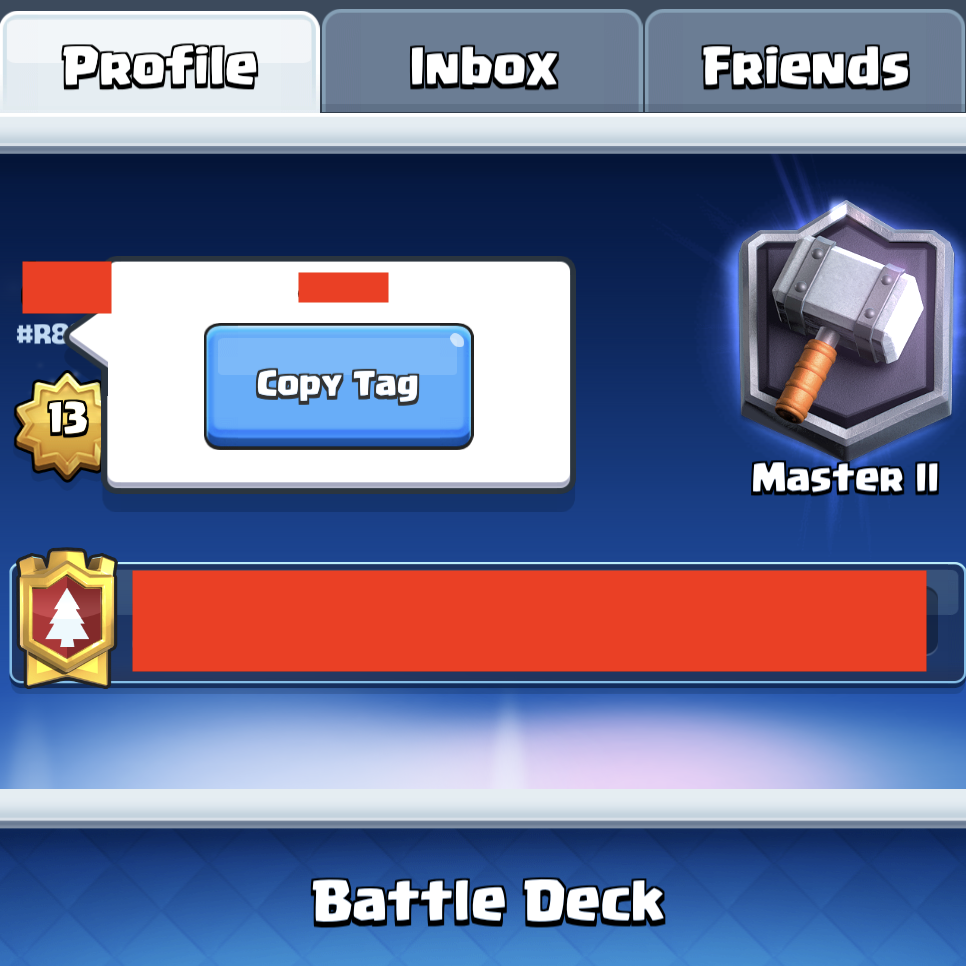 Profile
Inbox
Friends
#R8
Copy Tag
13
Master II
Battle Deck